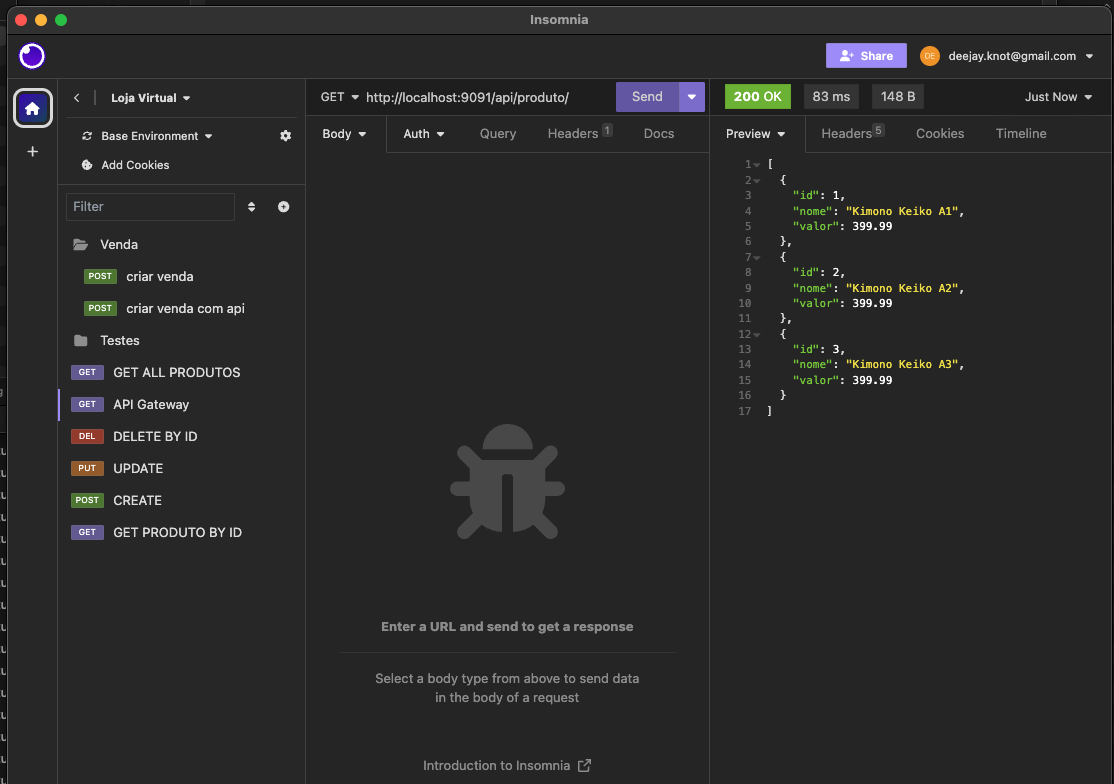 Insomnia
Share
DE
deejay.knot@gmail.com
Loja Virtual
Base Environment
Add Cookies
Filter
Venda
POST criar venda
POST criar venda com api
Testes
GET GET ALL PRODUTOS
GET API Gateway
DEL DELETE BY ID
PUT UPDATE
POST CREATE
GET GET PRODUTO BY ID
GET http://localhost:9091/api/produto/ Send
Body Auth Query Headers 1 Docs
Enter a URL and send to get a response
Select a body type from above to send data
in the body of a request
Introduction to Insomnia
200 OK 83 ms 148 B Just Now
Preview Headers 5 Cookies Timeline
1 [
2 {
3 "id": 1,
4 "nome": "Kimono Keiko A1",
5 "valor": 399.99
6 },
7 {
8 "id": 2,
9 "nome": "Kimono Keiko A2",
10 "valor": 399.99
11 },
12 {
13 "id": 3,
14 "nome": "Kimono Keiko A3",
15 "valor": 399.99
16 }
17 ]